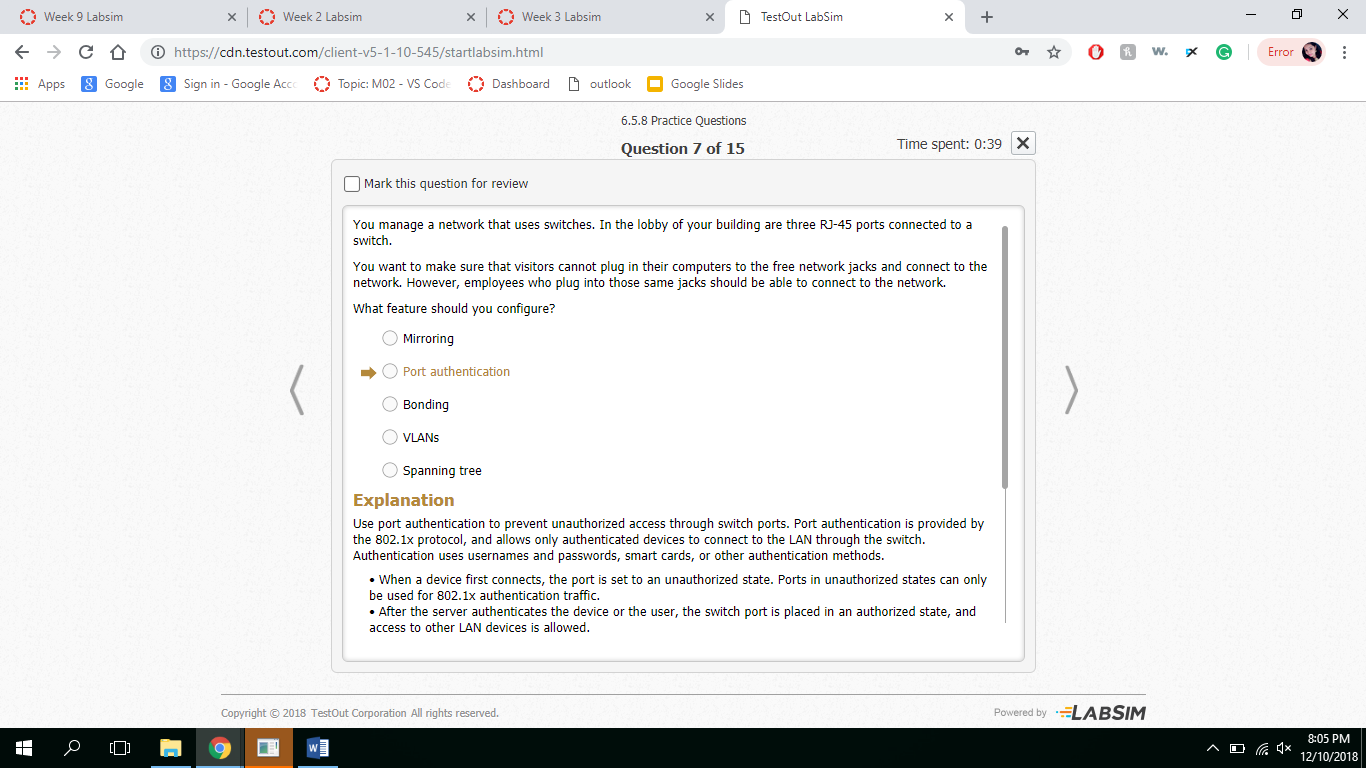 Week 9 Labsim
Week 2 Labsim
Week 3 Labsim
TestOut LabSim
https://cdn.testout.com/client-v5-1-10-545/startlabsim.html
Error
Apps
Google
Sign in - Google Acco
Topic: M02 - VS Code
Dashboard
outlook
Google Slides
6.5.8 Practice Questions
Question 7 of 15
Time spent: 0:39
Mark this question for review
You manage a network that uses switches. In the lobby of your building are three RJ-45 ports connected to a
switch.
You want to make sure that visitors cannot plug in their computers to the free network jacks and connect to the
network. However, employees who plug into those same jacks should be able to connect to the network.
What feature should you configure?
Mirroring
Port authentication
Bonding
VLANs
Spanning tree
Explanation
Use port authentication to prevent unauthorized access through switch ports. Port authentication is provided by
the 802.1x protocol, and allows only authenticated devices to connect to the LAN through the switch.
Authentication uses usernames and passwords, smart cards, or other authentication methods.
• When a device first connects, the port is set to an unauthorized state. Ports in unauthorized states can only
be used for 802.1x authentication traffic.
• After the server authenticates the device or the user, the switch port is placed in an authorized state, and
access to other LAN devices is allowed.
Copyright © 2018 TestOut Corporation All rights reserved.
Powered by LABSIM
8:05 PM
12/10/2018